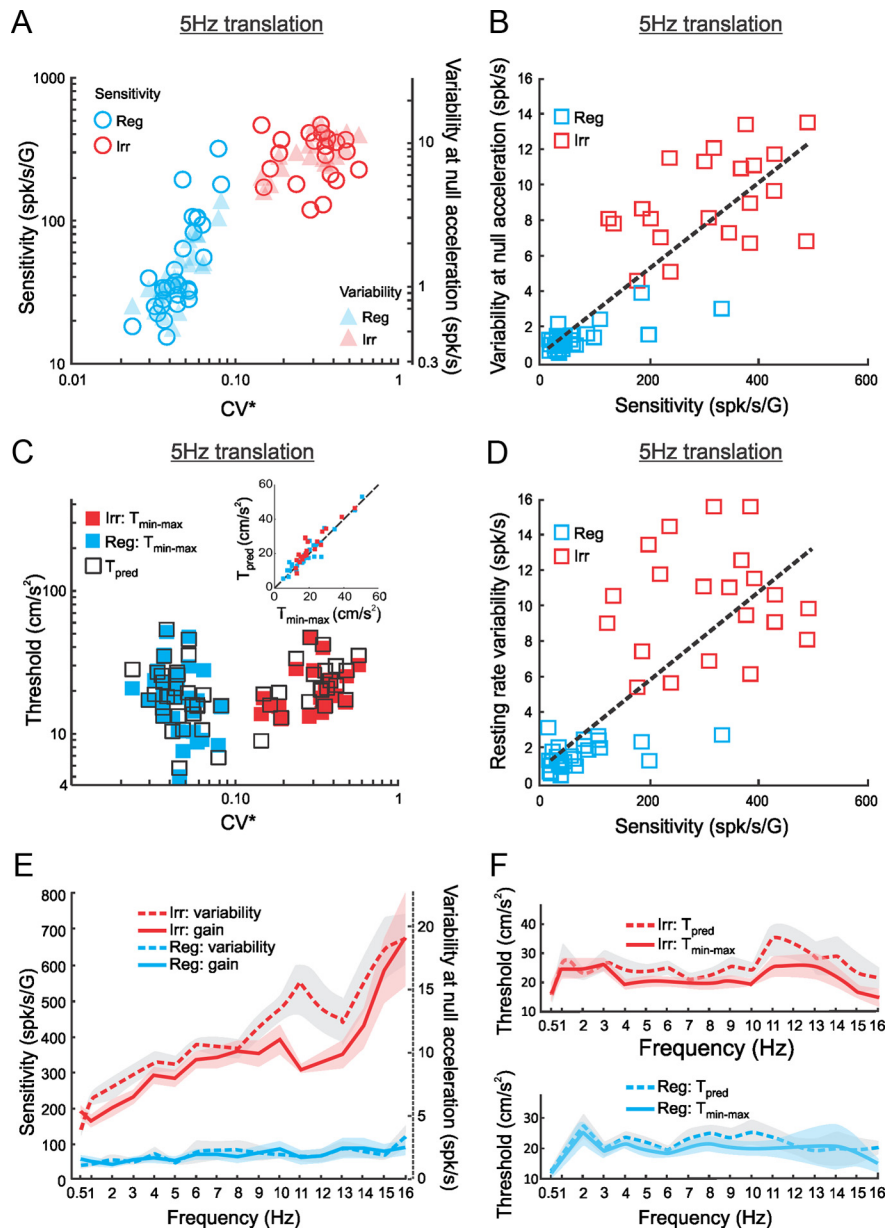 A
5Hz translation
Sensitivity
Reg
Irr
Variability
Reg
Irr
Sensitivity (spk/s/G)
1000
100
10
Variability at null acceleration (spk/s)
10
1
0.3
0.01
0.10
1
CV*
B
5Hz translation
Reg
Irr
Variability at null acceleration (spk/s)
16
14
12
10
8
6
4
2
0
0
200
400
600
Sensitivity (spk/s/G)
C
5Hz translation
Irr: Tmin-max
Reg: Tmin-max
Tpred
Threshold (cm/s²)
100
10
4
0.10
1
CV*
Tpred (cm/s²)
60
40
20
0
0
20
40
60
Tmin-max (cm/s²)
D
5Hz translation
Reg
Irr
Resting rate variability (spk/s)
16
14
12
10
8
6
4
2
0
0
200
400
600
Sensitivity (spk/s/G)
E
Irr: variability
Irr: gain
Reg: variability
Reg: gain
Sensitivity (spk/s/G)
800
700
600
500
400
300
200
100
0
Variability at null acceleration (spk/s)
20
15
10
5
0
0.51 2 3 4 5 6 7 8 9 10 11 12 13 14 15 16
Frequency (Hz)
F
Irr: Tpred
Irr: Tmin-max
Threshold (cm/s²)
50
40
30
20
10
0
0.51 2 3 4 5 6 7 8 9 10 11 12 13 14 15 16
Frequency (Hz)
Reg: Tpred
Reg: Tmin-max
Threshold (cm/s²)
30
20
10
0
0.51 2 3 4 5 6 7 8 9 10 11 12 13 14 15 16
Frequency (Hz)